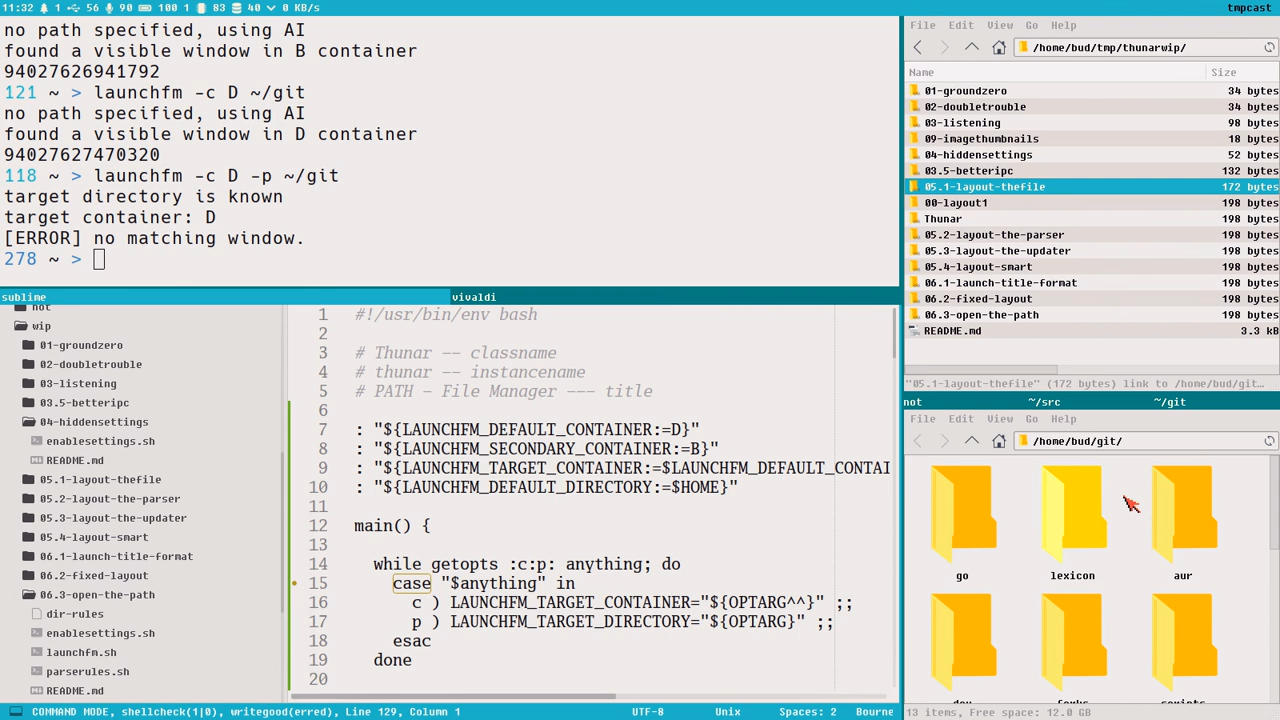 11:32 1 56 90 100 1 83 40 0 KB/s tmpcast
no path specified, using AI
found a visible window in B container
94027626941792
121 ~ > launchfm -c D ~/git
no path specified, using AI
found a visible window in D container
94027627470320
118 ~ > launchfm -c D -p ~/git
target directory is known
target container: D
[ERROR] no matching window.
278 ~ >
sublime vivaldi
not
wip
01-groundzero
02-doubletrouble
03-listening
03.5-betteripc
04-hiddensettings
enablesettings.sh
README.md
05.1-layout-thefile
05.2-layout-the-parser
05.3-layout-the-updater
05.4-layout-smart
06.1-launch-title-format
06.2-fixed-layout
06.3-open-the-path
dir-rules
enablesettings.sh
launchfm.sh
parserules.sh
README.md
1 #!/usr/bin/env bash
2
3 # Thunar -- classname
4 # thunar -- instancename
5 # PATH - File Manager --- title
6
7 : "${LAUNCHFM_DEFAULT_CONTAINER:=D}"
8 : "${LAUNCHFM_SECONDARY_CONTAINER:=B}"
9 : "${LAUNCHFM_TARGET_CONTAINER:=$LAUNCHFM_DEFAULT_CONTAI
10 : "${LAUNCHFM_DEFAULT_DIRECTORY:=$HOME}"
11
12 main() {
13
14 while getopts :c:p: anything; do
15 case "$anything" in
16 c ) LAUNCHFM_TARGET_CONTAINER="${OPTARG^^}" ;;
17 p ) LAUNCHFM_TARGET_DIRECTORY="${OPTARG}" ;;
18 esac
19 done
20
COMMAND MODE, shellcheck(1|0), writegood(erred), Line 129, Column 1 UTF-8 Unix Spaces: 2 Bourne
File Edit View Go Help
/home/bud/tmp/thunarwip/
Name Size
01-groundzero 34 bytes
02-doubletrouble 34 bytes
03-listening 98 bytes
09-imagethumbnails 18 bytes
04-hiddensettings 52 bytes
03.5-betteripc 132 bytes
05.1-layout-thefile 172 bytes
00-layout1 198 bytes
Thunar 198 bytes
05.2-layout-the-parser 198 bytes
05.3-layout-the-updater 198 bytes
05.4-layout-smart 198 bytes
06.1-launch-title-format 198 bytes
06.2-fixed-layout 198 bytes
06.3-open-the-path 198 bytes
README.md 3.3 kB
"05.1-layout-thefile" (172 bytes) link to /home/bud/git…
not ~/src ~/git
File Edit View Go Help
/home/bud/git/
go lexicon aur
13 items, Free space: 12.0 GB